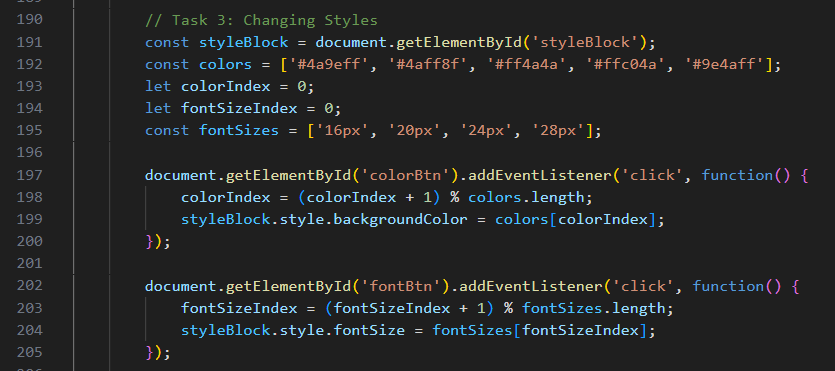 190 // Task 3: Changing Styles
191 const styleBlock = document.getElementById('styleBlock');
192 const colors = ['#4a9eff', '#4aff8f', '#ff4a4a', '#ffc04a', '#9e4aff'];
193 let colorIndex = 0;
194 let fontSizeIndex = 0;
195 const fontSizes = ['16px', '20px', '24px', '28px'];
196
197 document.getElementById('colorBtn').addEventListener('click', function() {
198 colorIndex = (colorIndex + 1) % colors.length;
199 styleBlock.style.backgroundColor = colors[colorIndex];
200 });
201
202 document.getElementById('fontBtn').addEventListener('click', function() {
203 fontSizeIndex = (fontSizeIndex + 1) % fontSizes.length;
204 styleBlock.style.fontSize = fontSizes[fontSizeIndex];
205 });